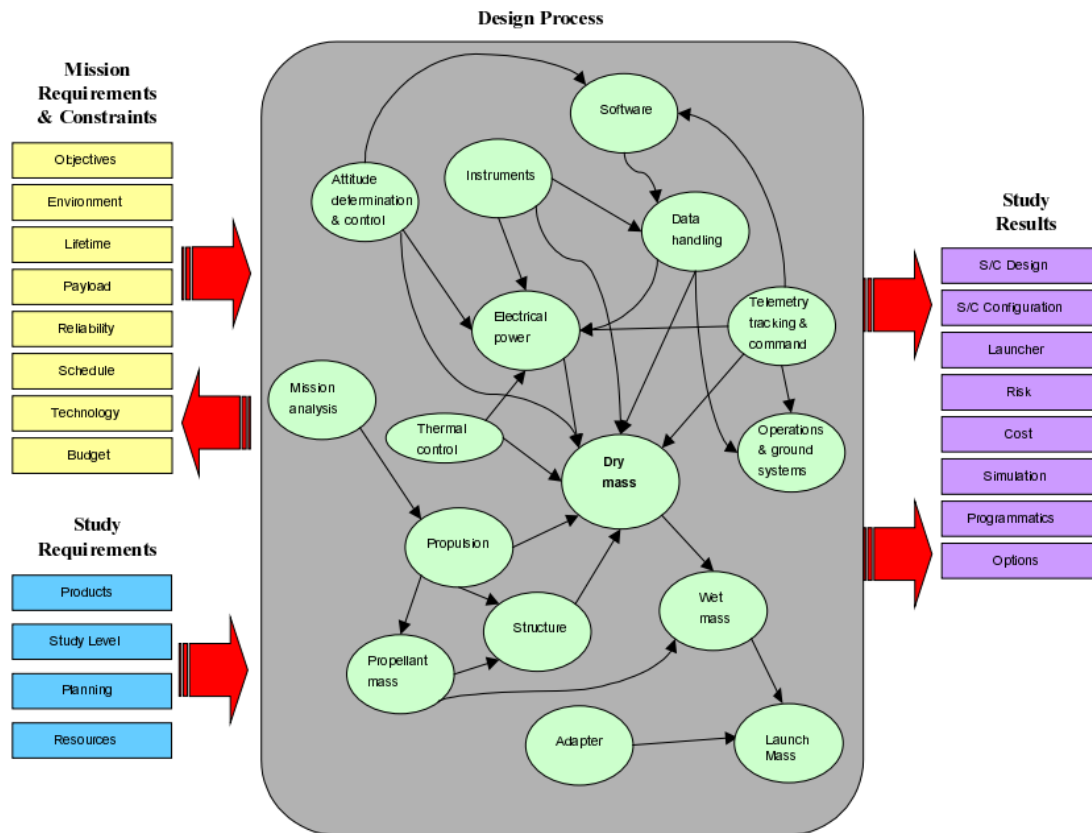 Design Process
Mission
Requirements
& Constraints
Objectives
Environment
Lifetime
Payload
Reliability
Schedule
Technology
Budget
Study
Requirements
Products
Study Level
Planning
Resources
Software
Attitude
determination
& control
Instruments
Data
handling
Electrical
power
Telemetry
tracking &
command
Mission
analysis
Thermal
control
Dry
mass
Operations
& ground
systems
Propulsion
Structure
Wet
mass
Propellant
mass
Adapter
Launch
Mass
Study
Results
S/C Design
S/C Configuration
Launcher
Risk
Cost
Simulation
Programmatics
Options